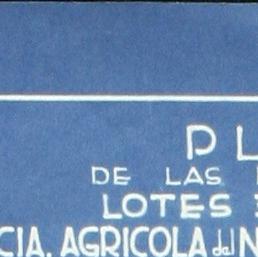 PL
DE LAS
LOTES
CIA. AGRICOLA del N